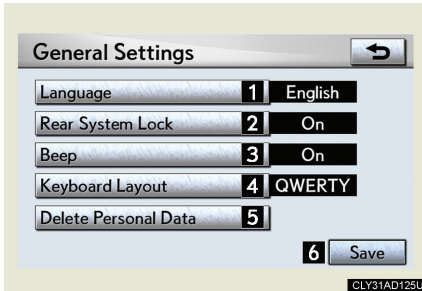 General Settings
Language 1 English
Rear System Lock 2 On
Beep 3 On
Keyboard Layout 4 QWERTY
Delete Personal Data 5
6 Save
CLY31AD125U